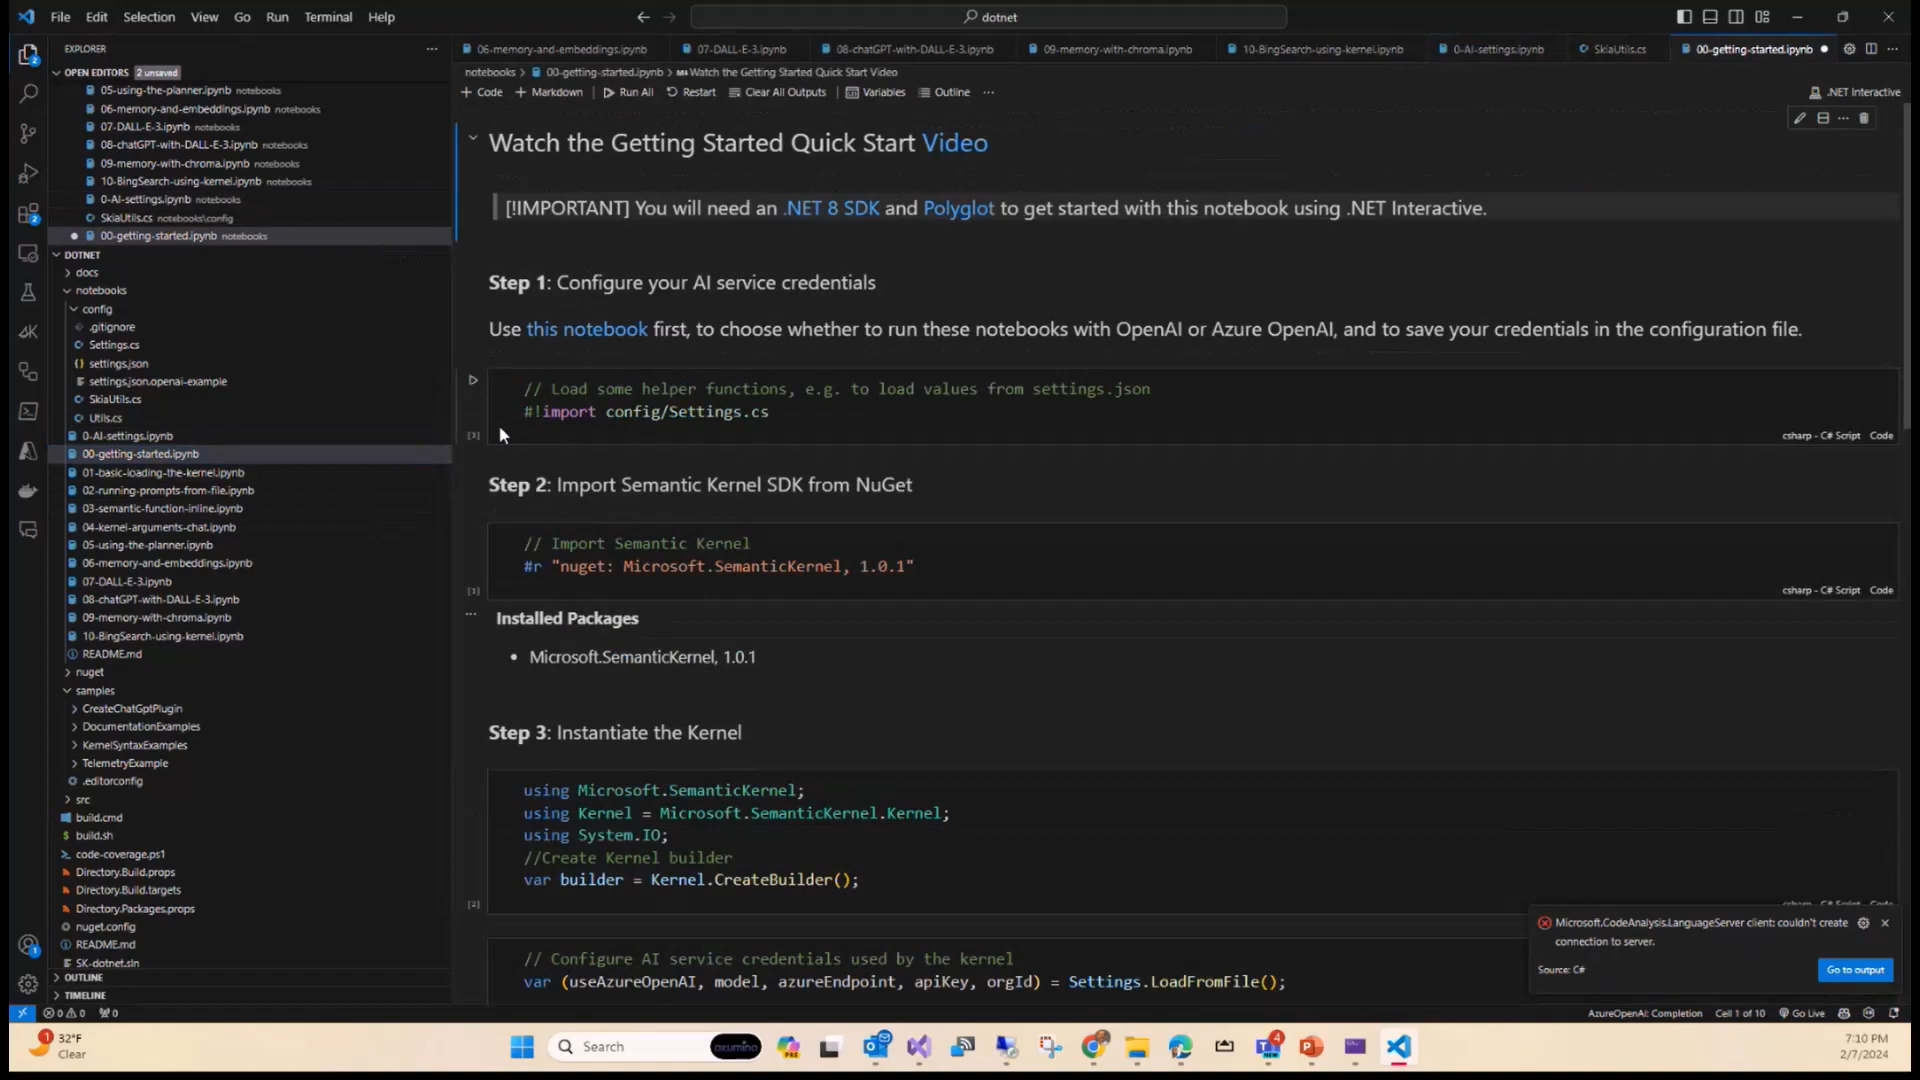 File Edit Selection View Go Run Terminal Help
dotnet
EXPLORER
OPEN EDITORS 2 unsaved
05-using-the-planner.ipynb notebooks
06-memory-and-embeddings.ipynb notebooks
07-DALL-E-3.ipynb notebooks
08-chatGPT-with-DALL-E-3.ipynb notebooks
09-memory-with-chroma.ipynb notebooks
10-BingSearch-using-kernel.ipynb notebooks
0-AI-settings.ipynb notebooks
SkiaUtils.cs notebooks\config
00-getting-started.ipynb notebooks
DOTNET
docs
notebooks
config
.gitignore
Settings.cs
settings.json
settings.json.openai-example
SkiaUtils.cs
Utils.cs
0-AI-settings.ipynb
00-getting-started.ipynb
01-basic-loading-the-kernel.ipynb
02-running-prompts-from-file.ipynb
03-semantic-function-inline.ipynb
04-kernel-arguments-chat.ipynb
05-using-the-planner.ipynb
06-memory-and-embeddings.ipynb
07-DALL-E-3.ipynb
08-chatGPT-with-DALL-E-3.ipynb
09-memory-with-chroma.ipynb
10-BingSearch-using-kernel.ipynb
README.md
nuget
samples
CreateChatGptPlugin
DocumentationExamples
KernelSyntaxExamples
TelemetryExample
.editorconfig
src
build.cmd
build.sh
code-coverage.ps1
Directory.Build.props
Directory.Build.targets
Directory.Packages.props
nuget.config
README.md
SK-dotnet.sln
OUTLINE
TIMELINE
06-memory-and-embeddings.ipynb 07-DALL-E-3.ipynb 08-chatGPT-with-DALL-E-3.ipynb 09-memory-with-chroma.ipynb 10-BingSearch-using-kernel.ipynb 0-AI-settings.ipynb SkiaUtils.cs 00-getting-started.ipynb
notebooks > 00-getting-started.ipynb > Watch the Getting Started Quick Start Video
+ Code + Markdown Run All Restart Clear All Outputs Variables Outline ... .NET Interactive
Watch the Getting Started Quick Start Video
[!IMPORTANT] You will need an .NET 8 SDK and Polyglot to get started with this notebook using .NET Interactive.
Step 1: Configure your AI service credentials
Use this notebook first, to choose whether to run these notebooks with OpenAI or Azure OpenAI, and to save your credentials in the configuration file.
// Load some helper functions, e.g. to load values from settings.json
#!import config/Settings.cs
[3] csharp - C# Script Code
Step 2: Import Semantic Kernel SDK from NuGet
// Import Semantic Kernel
#r "nuget: Microsoft.SemanticKernel, 1.0.1"
[1] csharp - C# Script Code
Installed Packages
• Microsoft.SemanticKernel, 1.0.1
Step 3: Instantiate the Kernel
using Microsoft.SemanticKernel;
using Kernel = Microsoft.SemanticKernel.Kernel;
using System.IO;
//Create Kernel builder
var builder = Kernel.CreateBuilder();
[2] csharp - C# Script Code
// Configure AI service credentials used by the kernel
var (useAzureOpenAI, model, azureEndpoint, apiKey, orgId) = Settings.LoadFromFile();
Microsoft.CodeAnalysis.LanguageServer client: couldn't create
connection to server.
Source: C#
Go to output
0 0 0
AzureOpenAI: Completion Cell 1 of 10 Go Live
1 32°F
Clear
Search
4
7:10 PM
2/7/2024